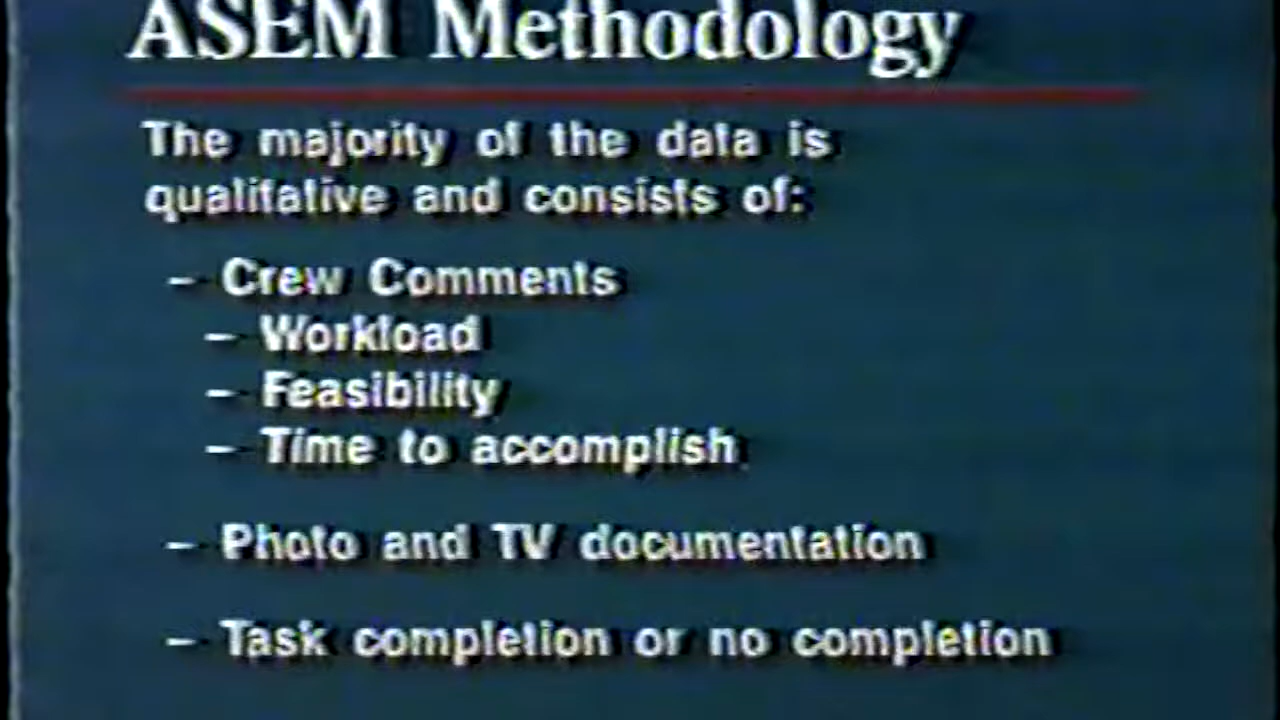 ASEM Methodology
The majority of the data is
qualitative and consists of:
– Crew Comments
– Workload
– Feasibility
– Time to accomplish
– Photo and TV documentation
– Task completion or no completion